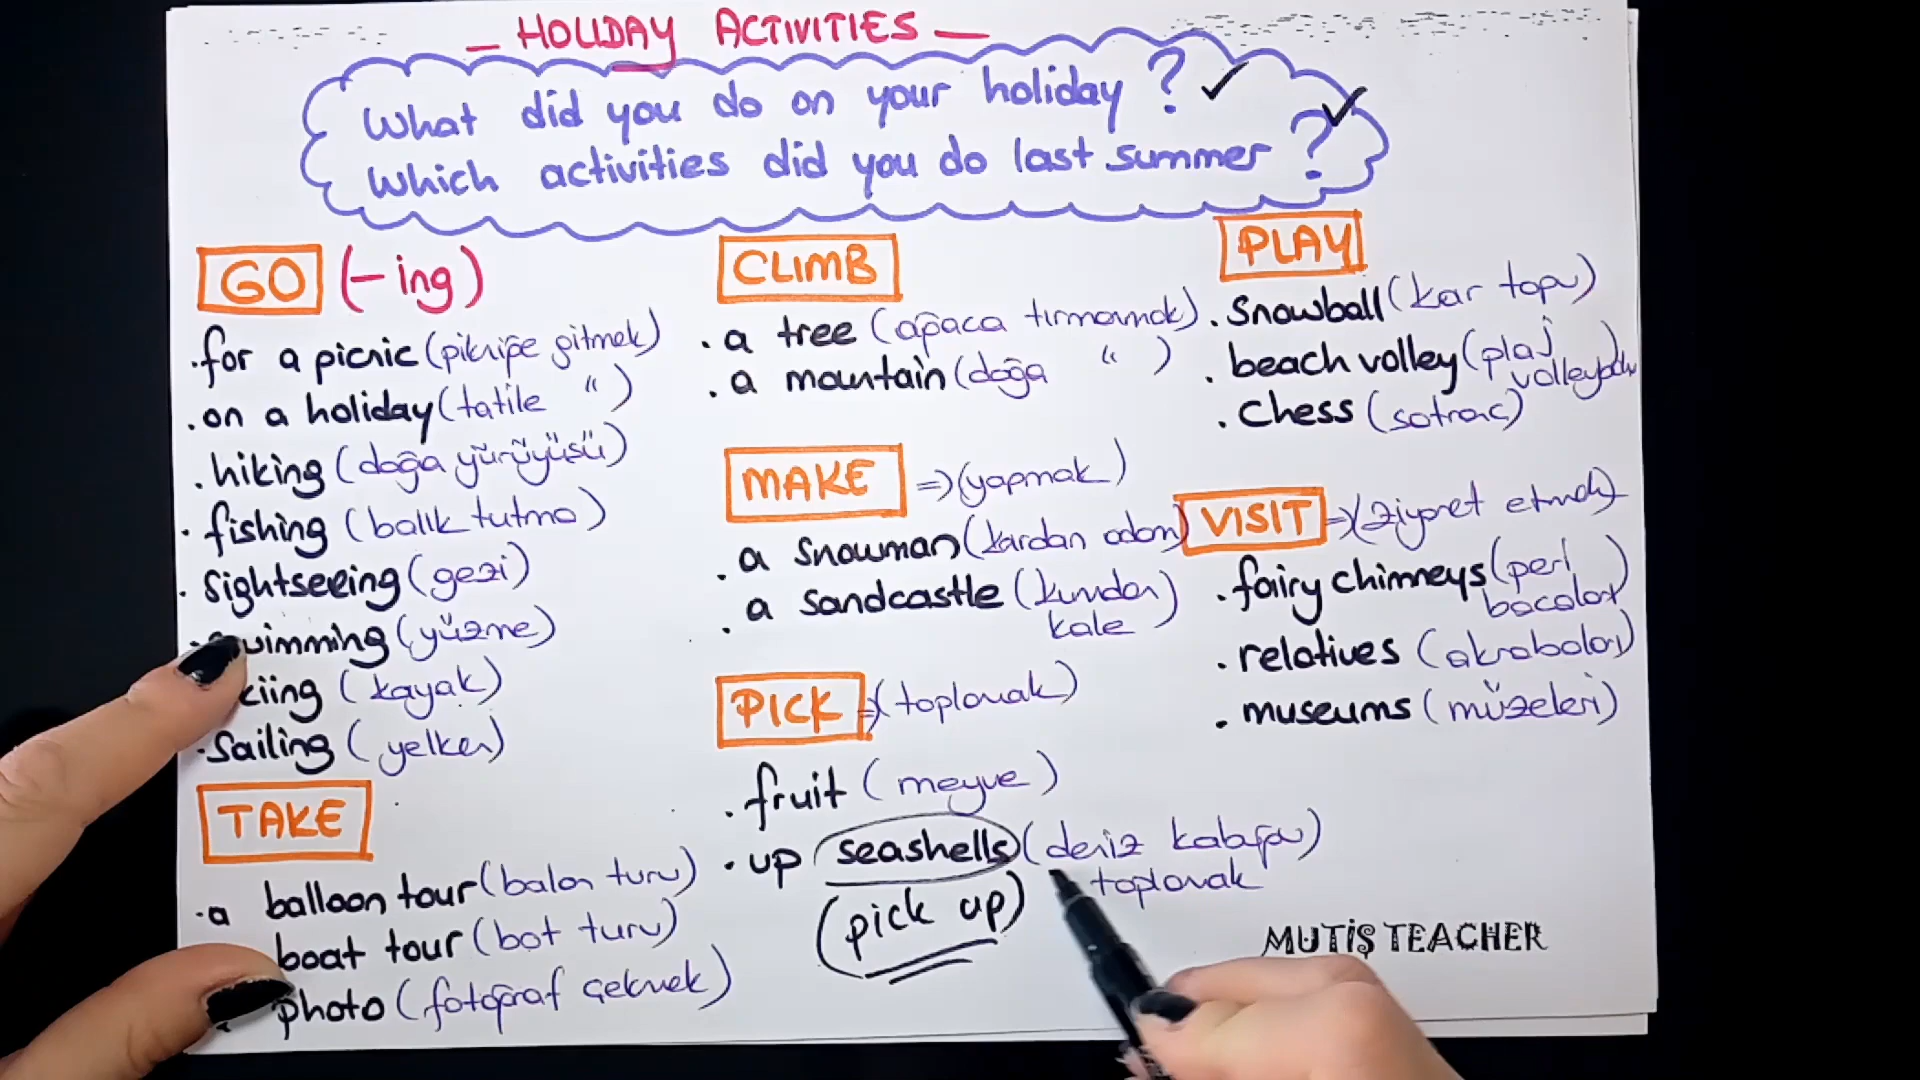 — HOLIDAY ACTIVITIES —
What did you do on your holiday?
Which activities did you do last summer?
GO (-ing)
. for a picnic (pikniğe gitmek)
. on a holiday (tatile “)
. hiking (doğa yürüyüşü)
. fishing (balık tutma)
. sightseeing (gezi)
. swimming (yüzme)
kiing (kayak)
. sailing (yelken)
TAKE
. a balloon tour (balon turu)
boat tour (bot turu)
photo (fotoğraf çekmek)
CLIMB
. a tree (ağaca tırmanmak)
. a mountain (dağa “)
MAKE => (yapmak)
. a snowman (kardan adam)
. a sandcastle (kumdan
kale)
PICK => (toplamak)
. fruit (meyve)
. up seashells (deniz kabuğu)
toplamak
(pick up)
PLAY
. snowball (kar topu)
. beach volley (plaj
volleybolu)
. chess (satranç)
VISIT => (ziyaret etmek)
. fairy chimneys (peri
bacaları)
. relatives (akrabaları)
. museums (müzeleri)
MUTİŞ TEACHER